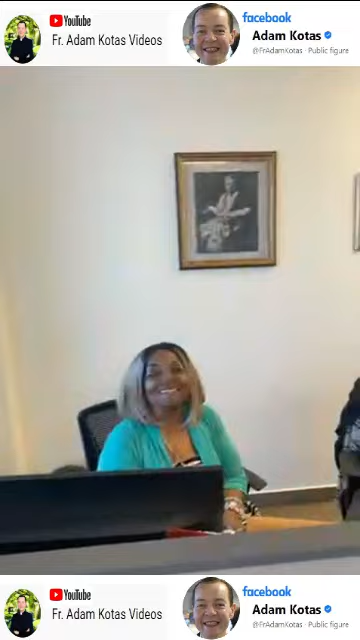 YouTube
Fr. Adam Kotas Videos
facebook
Adam Kotas
@FrAdamKotas · Public figure
YouTube
Fr. Adam Kotas Videos
facebook
Adam Kotas
@FrAdamKotas · Public figure